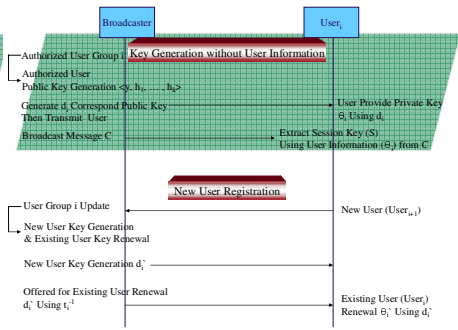 Broadcaster
User_i
Key Generation without User Information
Authorized User Group i
Authorized User
Public Key Generation <y, h_1, … , h_k>
Generate d_i Correspond Public Key
Then Transmit User
User Provide Private Key
θ_i Using d_i
Broadcast Message C
Extract Session Key (S)
Using User Information (θ_i) from C
New User Registration
User Group i Update
New User (User_{i+1})
New User Key Generation
& Existing User Key Renewal
New User Key Generation d_i`
Offered for Existing User Renewal
d_i` Using t_i^{-1}
Existing User (User_i)
Renewal θ_i` Using d_i`